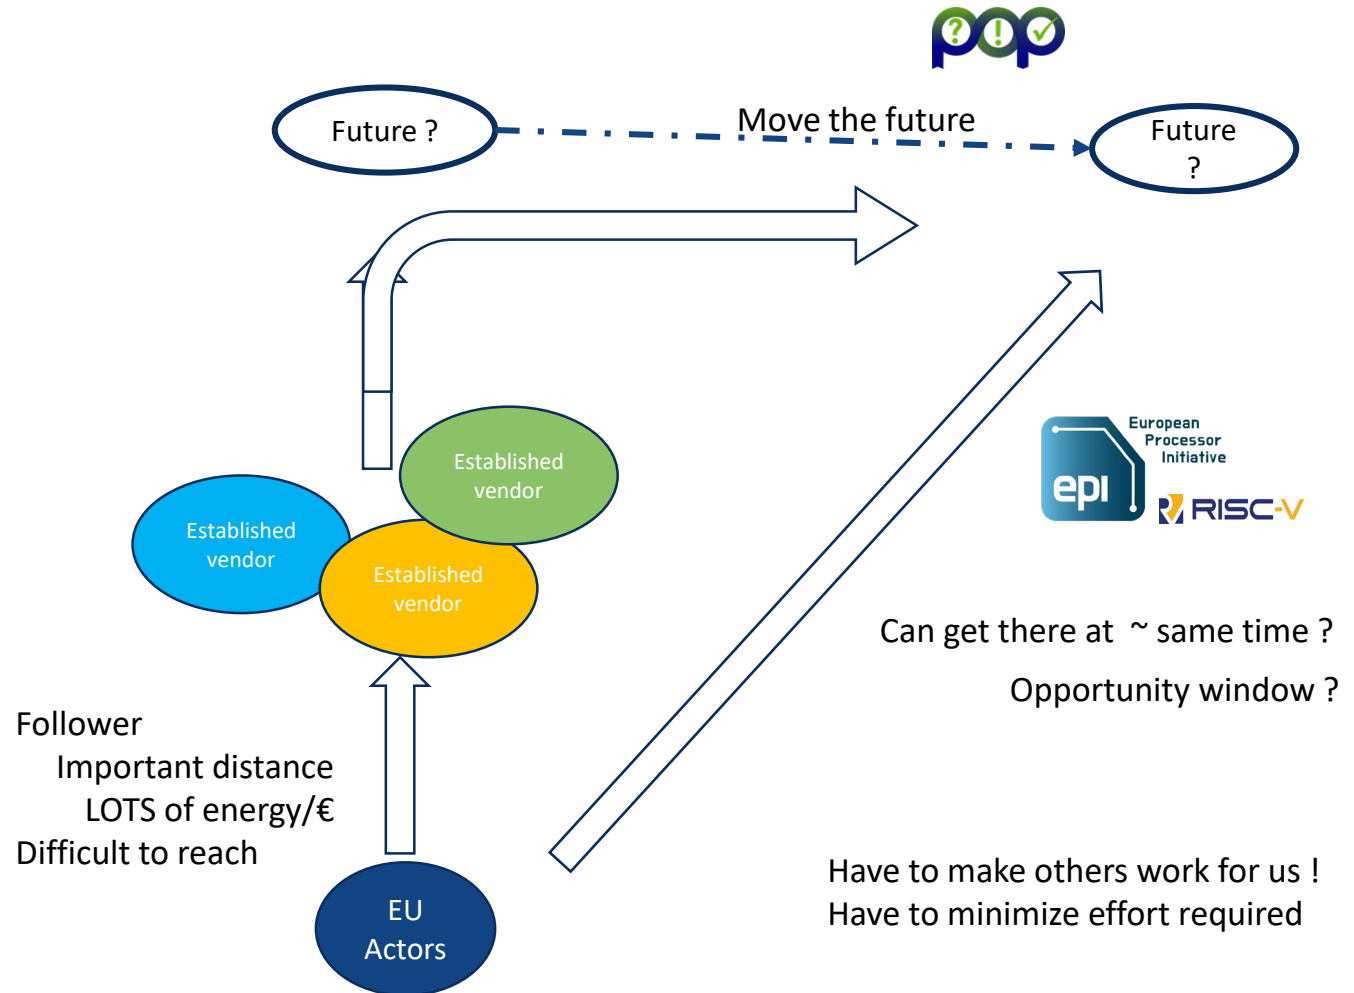 pop
Future ?
Move the future
Future
?
Established
vendor
Established
vendor
Established
vendor
European
Processor
Initiative
epi
RISC-V
Can get there at ~ same time ?
Opportunity window ?
Follower
Important distance
LOTS of energy/€
Difficult to reach
EU
Actors
Have to make others work for us !
Have to minimize effort required